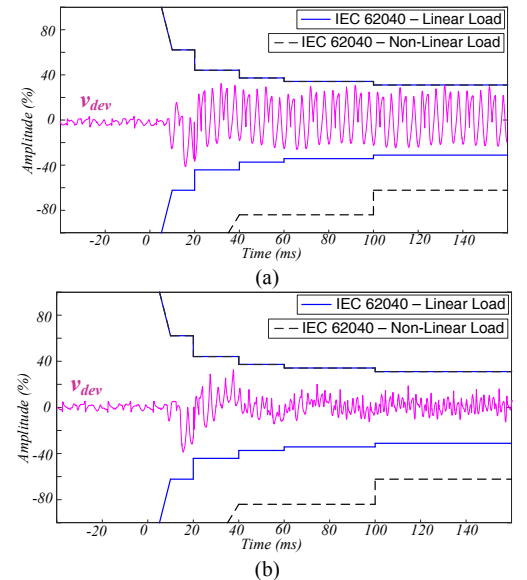 IEC 62040 – Linear Load
IEC 62040 – Non-Linear Load
80
40
0
-40
-80
Amplitude (%)
v_dev
-20 0 20 40 60 80 100 120 140
Time (ms)
(a)
IEC 62040 – Linear Load
IEC 62040 – Non-Linear Load
80
40
0
-40
-80
Amplitude (%)
v_dev
-20 0 20 40 60 80 100 120 140
Time (ms)
(b)